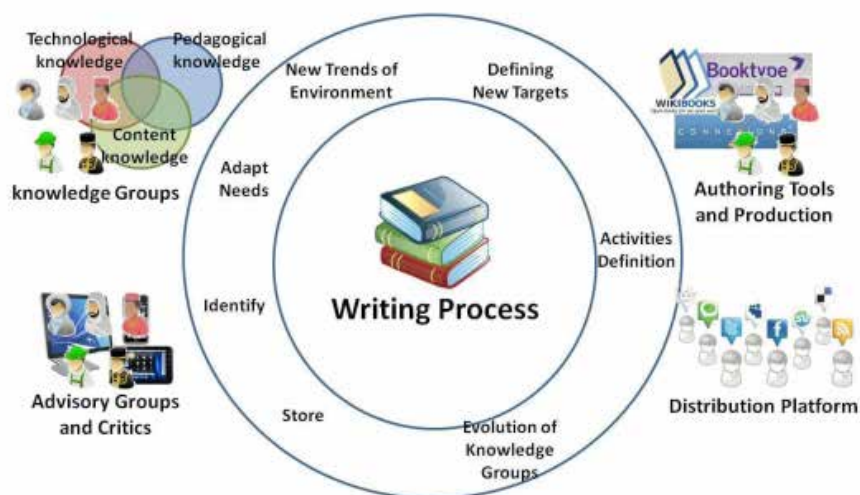 Technological
knowledge
Pedagogical
knowledge
Content
knowledge
knowledge Groups
New Trends of
Environment
Defining
New Targets
Booktype
WIKIBOOKS
Authoring Tools
and Production
Adapt
Needs
Activities
Definition
Identify
Writing Process
Advisory Groups
and Critics
Store
Evolution of
Knowledge
Groups
Distribution Platform